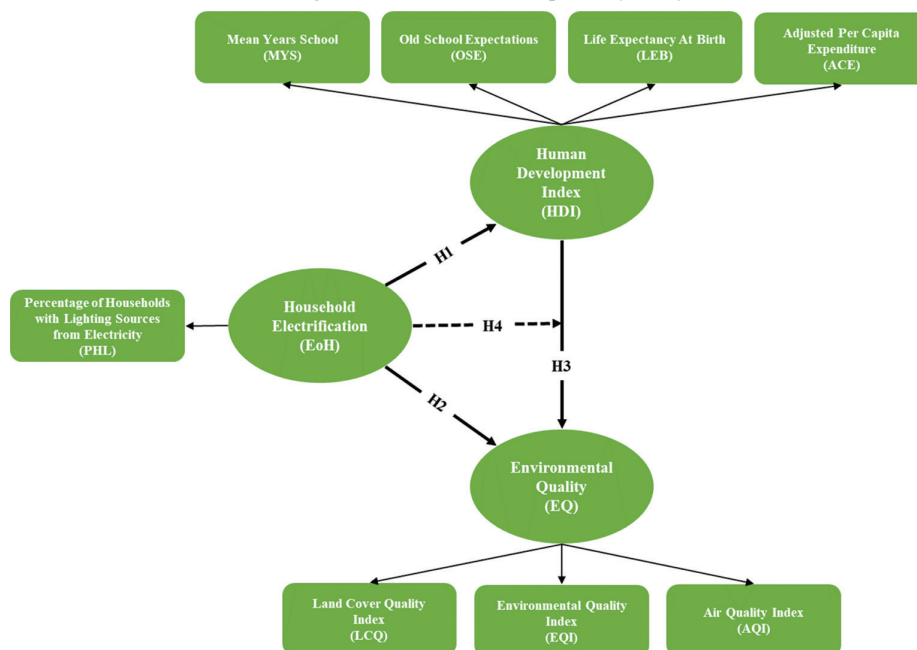 Mean Years School
(MYS)
Old School Expectations
(OSE)
Life Expectancy At Birth
(LEB)
Adjusted Per Capita
Expenditure
(ACE)
Human
Development
Index
(HDI)
H1
Household
Electrification
(EoH)
Percentage of Households
with Lighting Sources
from Electricity
(PHL)
H4
H3
H2
Environmental
Quality
(EQ)
Land Cover Quality
Index
(LCQ)
Environmental Quality
Index
(EQI)
Air Quality Index
(AQI)